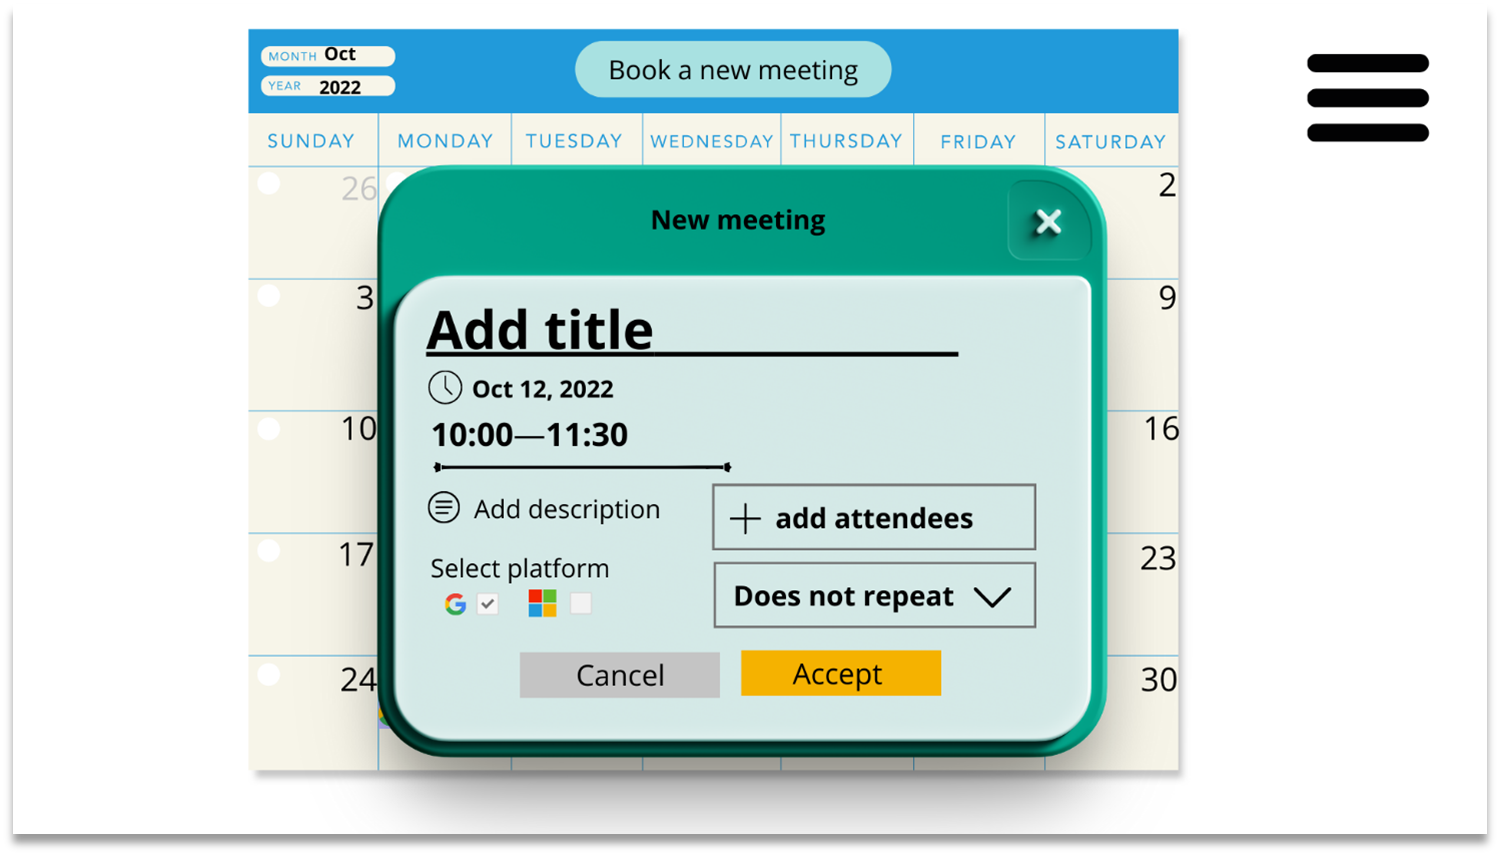 MONTH Oct
YEAR 2022
Book a new meeting
SUNDAY MONDAY TUESDAY WEDNESDAY THURSDAY FRIDAY SATURDAY
26
2
New meeting
3
9
Add title
Oct 12, 2022
10:00—11:30
10
16
Add description
+ add attendees
17
23
Select platform
Does not repeat
24
30
Cancel
Accept